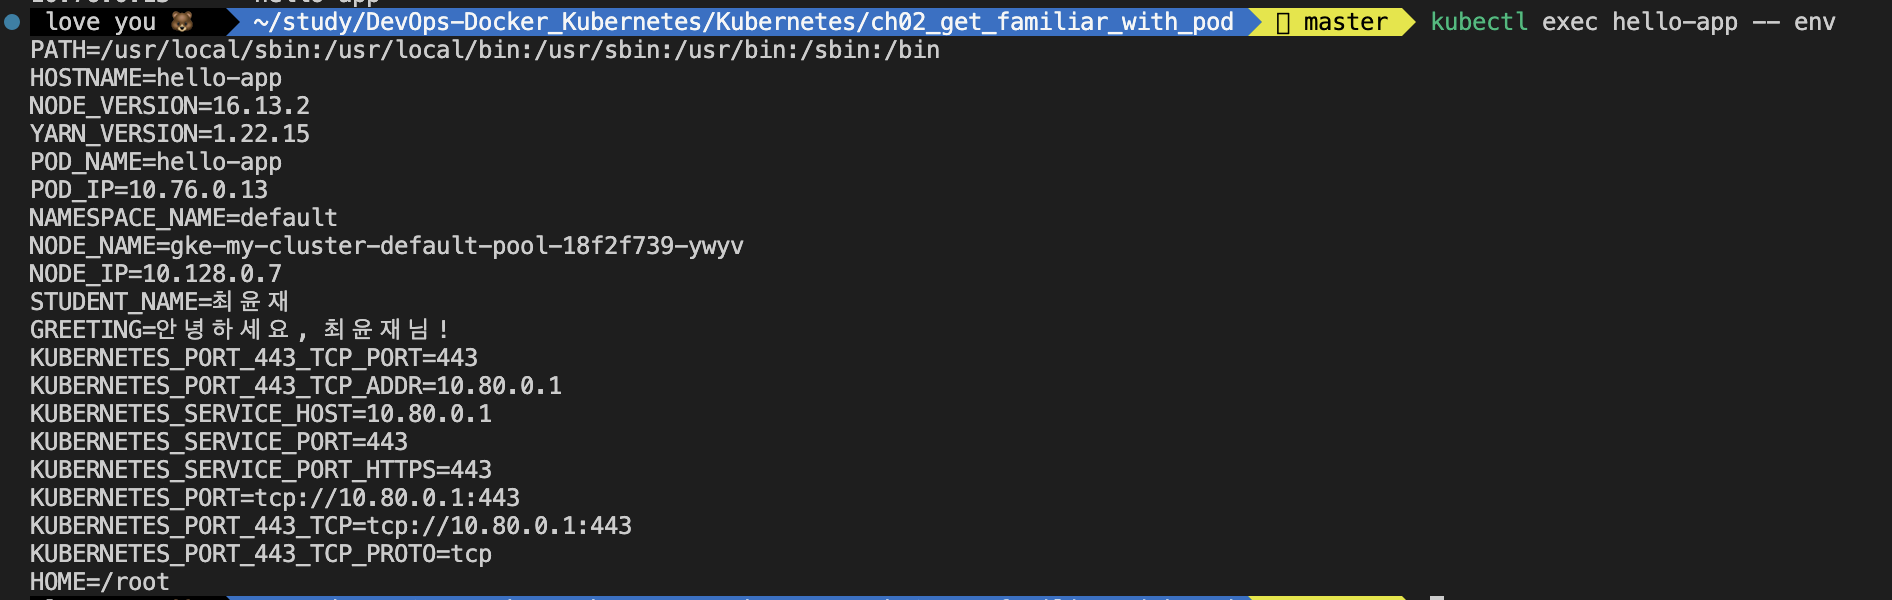 love you 🐻 ~/study/DevOps-Docker_Kubernetes/Kubernetes/ch02_get_familiar_with_pod master kubectl exec hello-app -- env
PATH=/usr/local/sbin:/usr/local/bin:/usr/sbin:/usr/bin:/sbin:/bin
HOSTNAME=hello-app
NODE_VERSION=16.13.2
YARN_VERSION=1.22.15
POD_NAME=hello-app
POD_IP=10.76.0.13
NAMESPACE_NAME=default
NODE_NAME=gke-my-cluster-default-pool-18f2f739-ywyv
NODE_IP=10.128.0.7
STUDENT_NAME=최윤재
GREETING=안녕하세요, 최윤재님!
KUBERNETES_PORT_443_TCP_PORT=443
KUBERNETES_PORT_443_TCP_ADDR=10.80.0.1
KUBERNETES_SERVICE_HOST=10.80.0.1
KUBERNETES_SERVICE_PORT=443
KUBERNETES_SERVICE_PORT_HTTPS=443
KUBERNETES_PORT=tcp://10.80.0.1:443
KUBERNETES_PORT_443_TCP=tcp://10.80.0.1:443
KUBERNETES_PORT_443_TCP_PROTO=tcp
HOME=/root